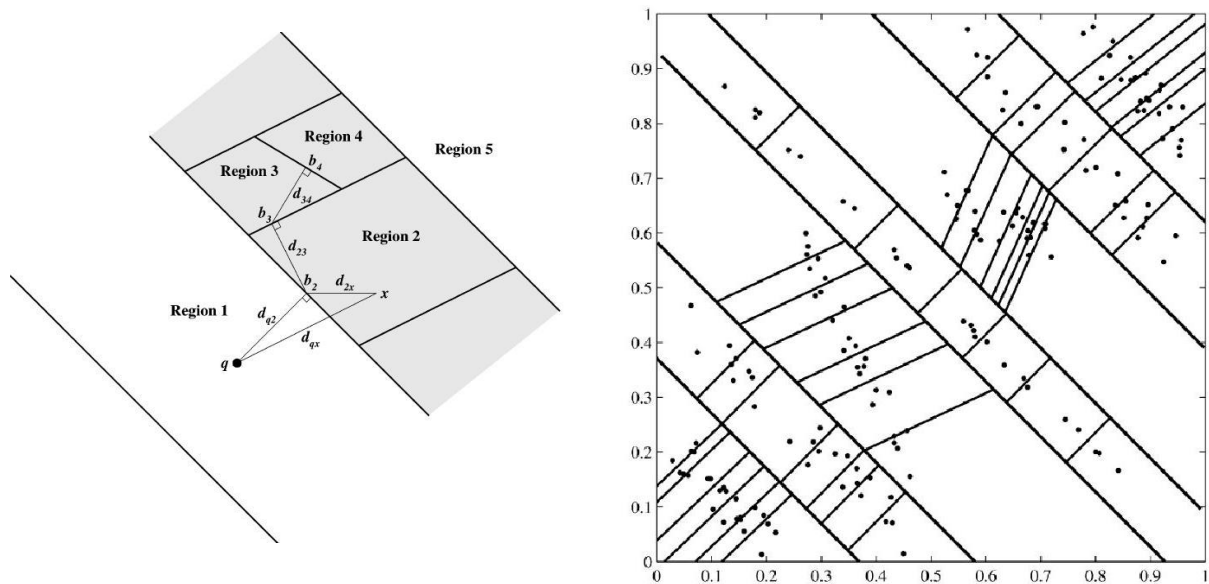 Region 4
Region 5
Region 3
b4
d34
b3
Region 2
d23
b2
d2x
x
Region 1
dq2
dqx
q
1
0.9
0.8
0.7
0.6
0.5
0.4
0.3
0.2
0.1
0
0 0.1 0.2 0.3 0.4 0.5 0.6 0.7 0.8 0.9 1